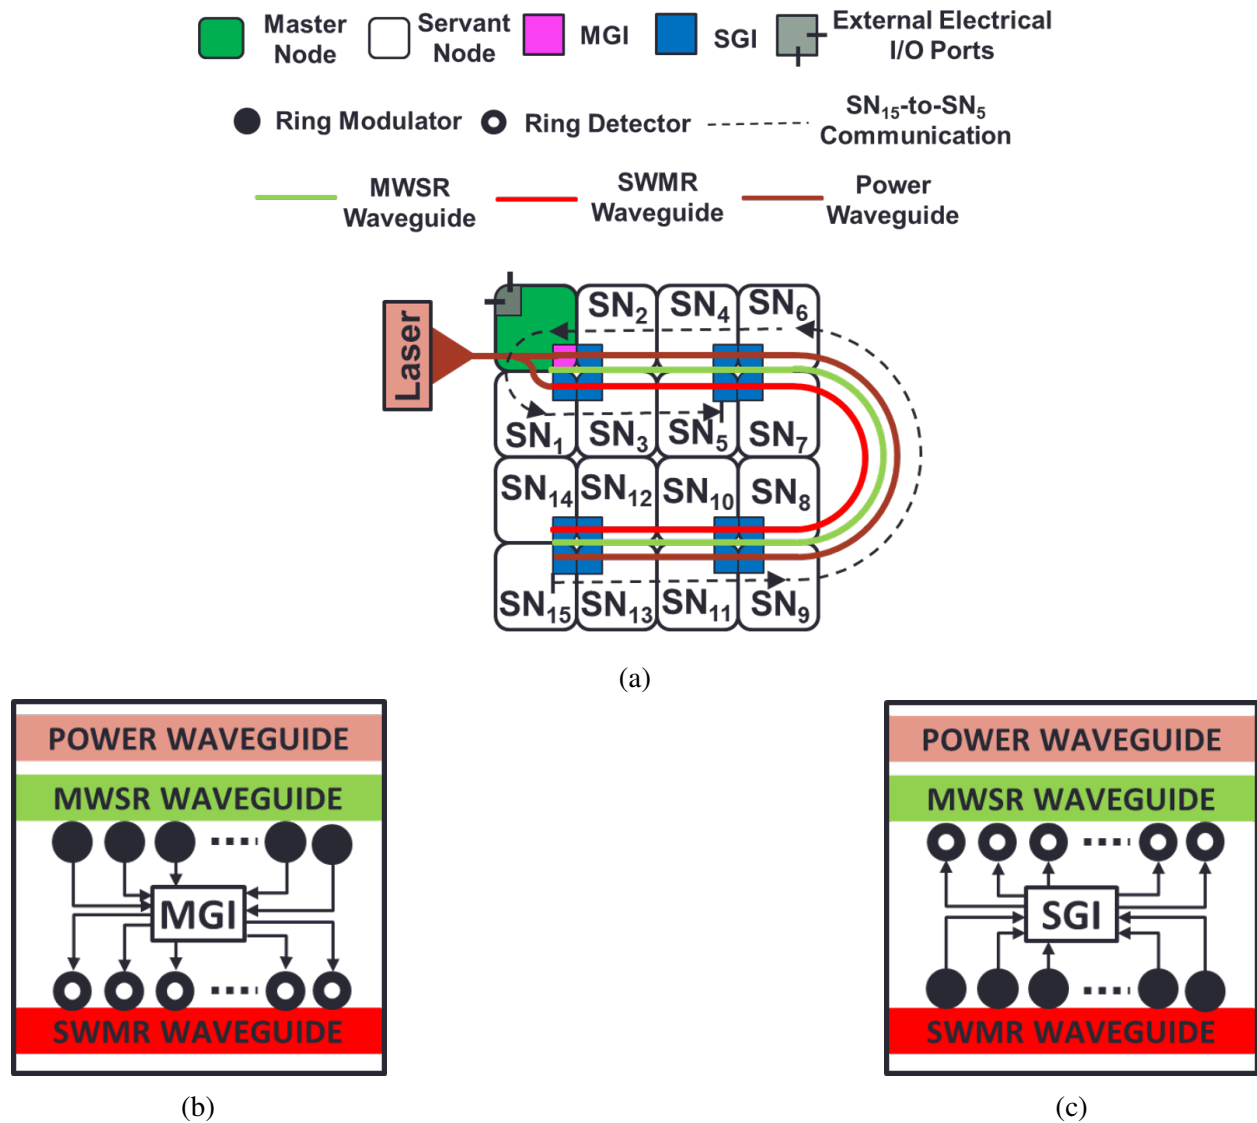 Master
Node
Servant
Node
MGI
SGI
External Electrical
I/O Ports
Ring Modulator
Ring Detector
SN15-to-SN5
Communication
MWSR
Waveguide
SWMR
Waveguide
Power
Waveguide
Laser
SN2
SN4
SN6
SN1
SN3
SN5
SN7
SN14
SN12
SN10
SN8
SN15
SN13
SN11
SN9
(a)
POWER WAVEGUIDE
MWSR WAVEGUIDE
MGI
SWMR WAVEGUIDE
(b)
POWER WAVEGUIDE
MWSR WAVEGUIDE
SGI
SWMR WAVEGUIDE
(c)